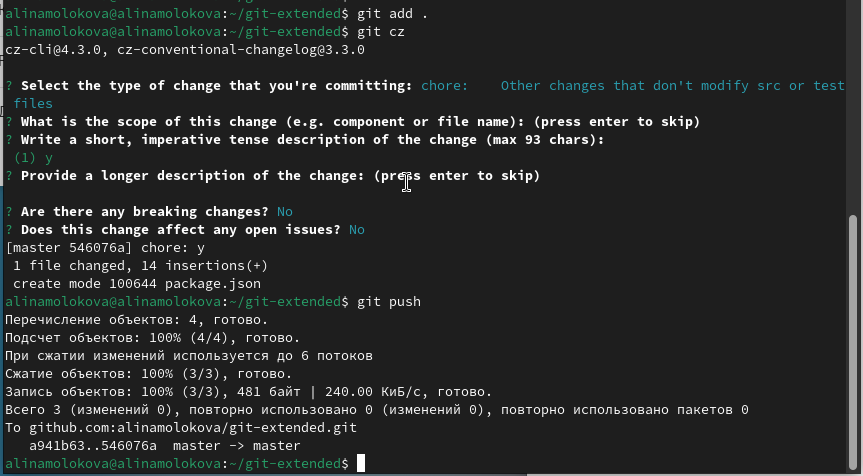 alinamolokova@alinamolokova:~/git-extended$ git add .
alinamolokova@alinamolokova:~/git-extended$ git cz
cz-cli@4.3.0, cz-conventional-changelog@3.3.0
? Select the type of change that you're committing: chore:    Other changes that don't modify src or test
files
? What is the scope of this change (e.g. component or file name): (press enter to skip)
? Write a short, imperative tense description of the change (max 93 chars):
(1) y
? Provide a longer description of the change: (press enter to skip)
? Are there any breaking changes? No
? Does this change affect any open issues? No
[master 546076a] chore: y
1 file changed, 14 insertions(+)
create mode 100644 package.json
alinamolokova@alinamolokova:~/git-extended$ git push
Перечисление объектов: 4, готово.
Подсчет объектов: 100% (4/4), готово.
При сжатии изменений используется до 6 потоков
Сжатие объектов: 100% (3/3), готово.
Запись объектов: 100% (3/3), 481 байт | 240.00 КиБ/с, готово.
Всего 3 (изменений 0), повторно использовано 0 (изменений 0), повторно использовано пакетов 0
To github.com:alinamolokova/git-extended.git
a941b63..546076a  master -> master
alinamolokova@alinamolokova:~/git-extended$